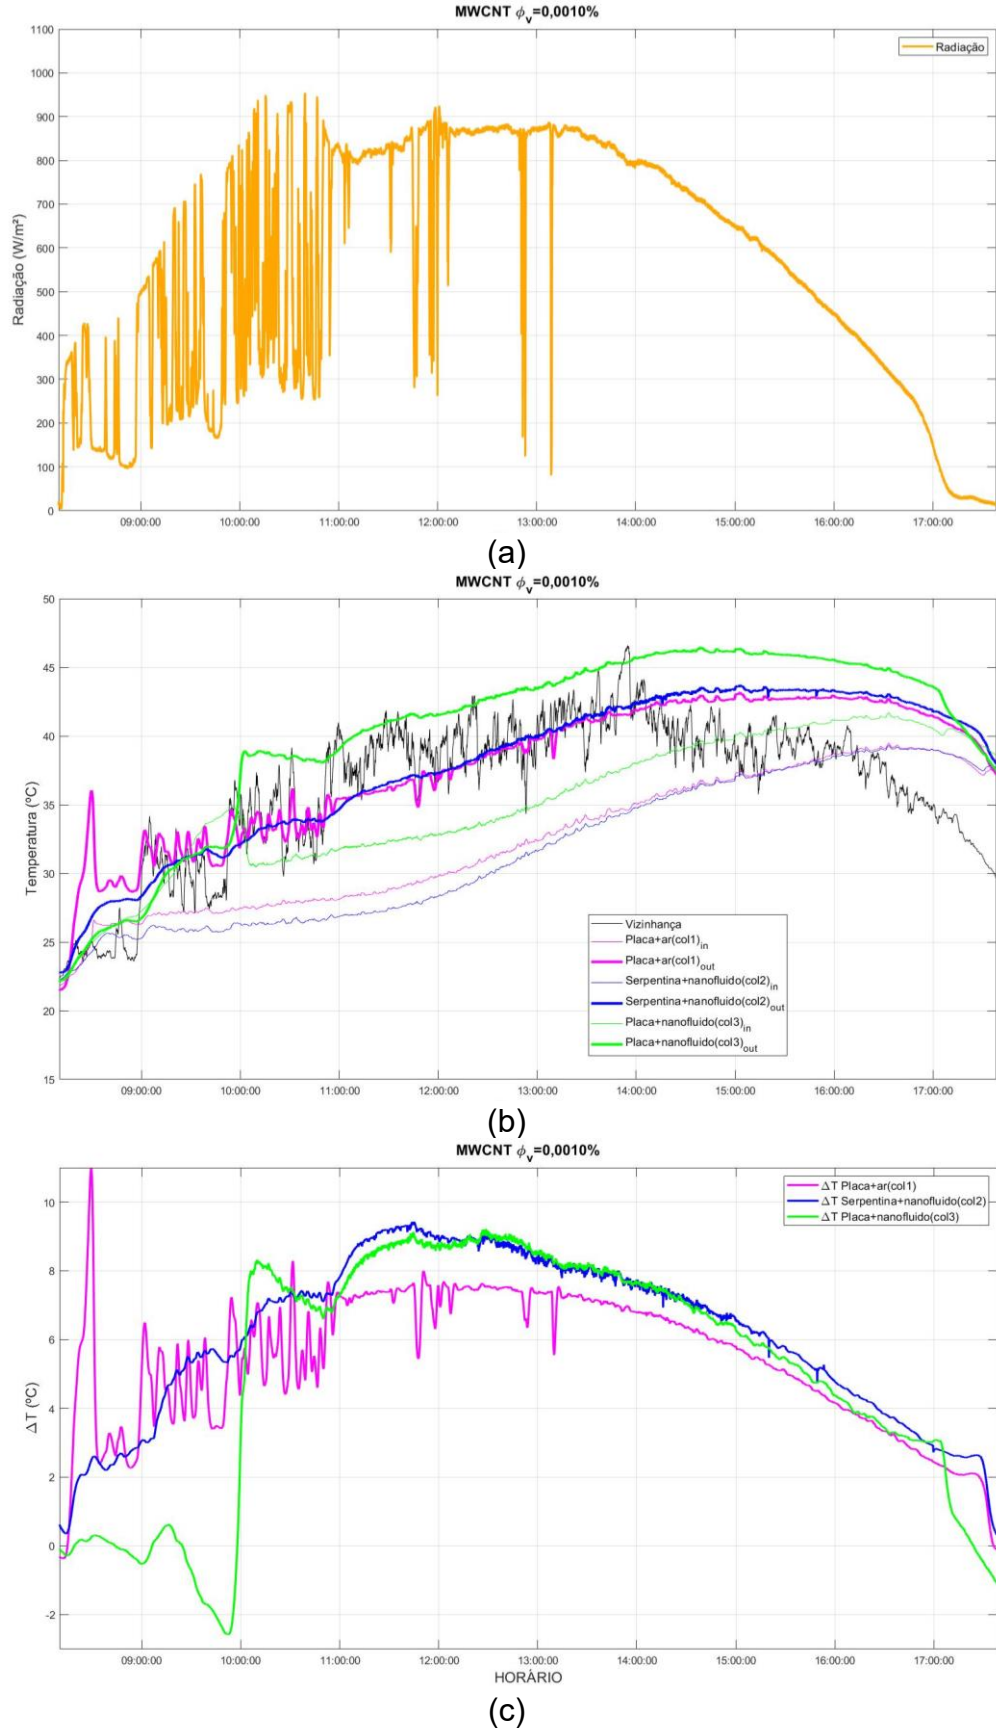 MWCNT ϕv=0,0010%
1100
1000
900
800
700
600
500
400
300
200
100
0
Radiação (W/m²)
Radiação
09:00:00 10:00:00 11:00:00 12:00:00 13:00:00 14:00:00 15:00:00 16:00:00 17:00:00
(a)
MWCNT ϕv=0,0010%
50
45
40
35
30
25
20
15
Temperatura (ºC)
Vizinhança
Placa+ar(col1)in
Placa+ar(col1)out
Serpentina+nanofluido(col2)in
Serpentina+nanofluido(col2)out
Placa+nanofluido(col3)in
Placa+nanofluido(col3)out
09:00:00 10:00:00 11:00:00 12:00:00 13:00:00 14:00:00 15:00:00 16:00:00 17:00:00
(b)
MWCNT ϕv=0,0010%
10
8
6
4
2
0
-2
ΔT (ºC)
ΔT Placa+ar(col1)
ΔT Serpentina+nanofluido(col2)
ΔT Placa+nanofluido(col3)
09:00:00 10:00:00 11:00:00 12:00:00 13:00:00 14:00:00 15:00:00 16:00:00 17:00:00
HORÁRIO
(c)